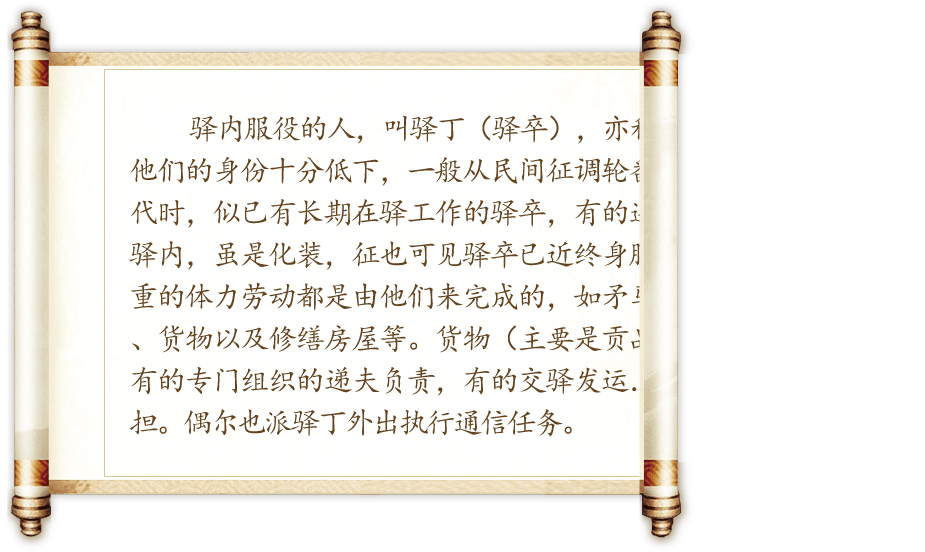 驿内服役的人，叫驿丁（驿卒），亦
他们的身份十分低下，一般从民间征调轮
代时，似已有长期在驿工作的驿卒，有的
驿内，虽是化装，征也可见驿卒已近终身
重的体力劳动都是由他们来完成的，如矛
、货物以及修缮房屋等。货物（主要是贡
有的专门组织的递夫负责，有的交驿发运
担。偶尔也派驿丁外出执行通信任务。